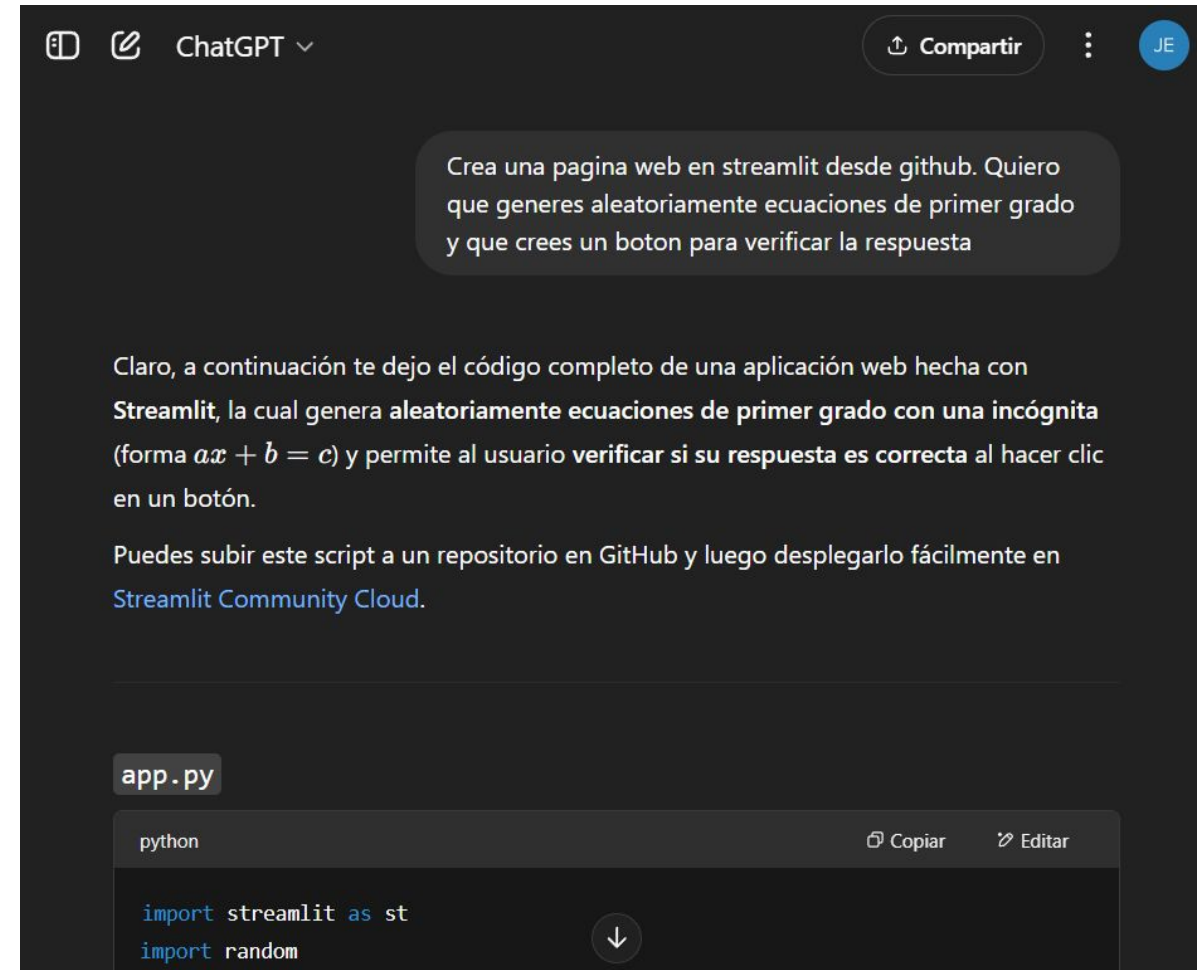 ChatGPT
Compartir
JE
Crea una pagina web en streamlit desde github. Quiero
que generes aleatoriamente ecuaciones de primer grado
y que crees un boton para verificar la respuesta
Claro, a continuación te dejo el código completo de una aplicación web hecha con
Streamlit, la cual genera aleatoriamente ecuaciones de primer grado con una incógnita
(forma ax + b = c) y permite al usuario verificar si su respuesta es correcta al hacer clic
en un botón.
Puedes subir este script a un repositorio en GitHub y luego desplegarlo fácilmente en
Streamlit Community Cloud.
app.py
python
Copiar
Editar
import streamlit as st
import random